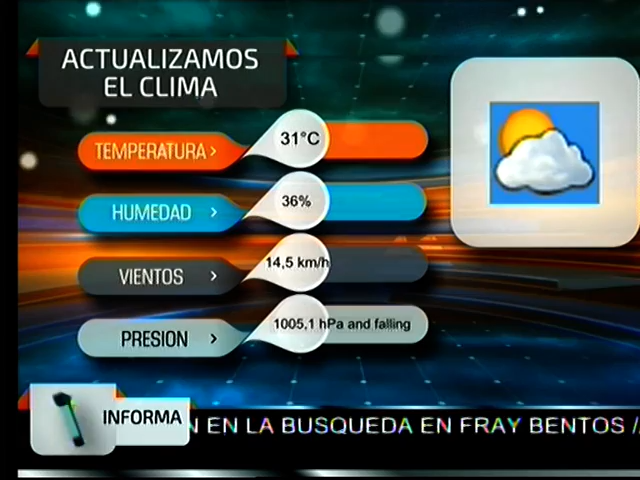 ACTUALIZAMOS
EL CLIMA
TEMPERATURA > 31°C
HUMEDAD > 36%
VIENTOS > 14,5 km/h
PRESION > 1005,1 hPa and falling
INFORMA
EN LA BUSQUEDA EN FRAY BENTOS /